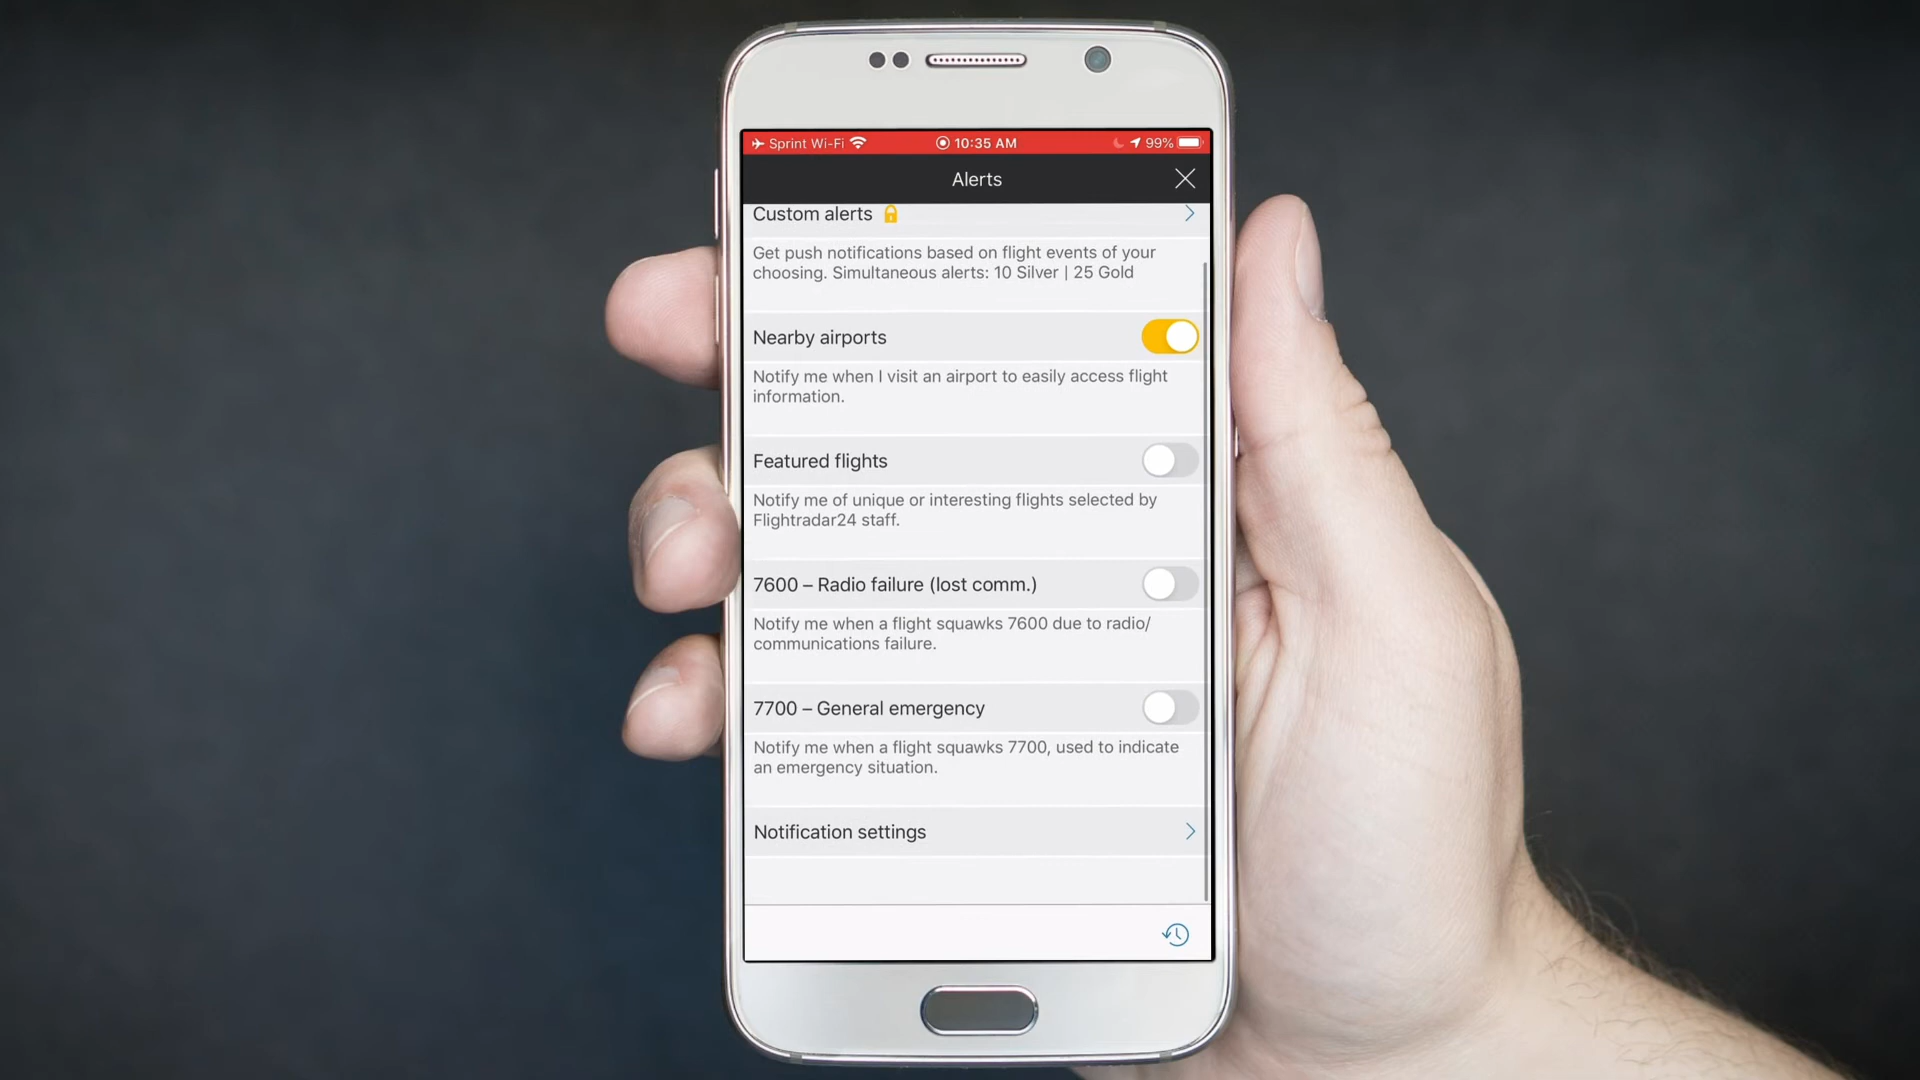 Sprint Wi-Fi 10:35 AM 99%
Alerts
Custom alerts
Get push notifications based on flight events of your
choosing. Simultaneous alerts: 10 Silver | 25 Gold
Nearby airports
Notify me when I visit an airport to easily access flight
information.
Featured flights
Notify me of unique or interesting flights selected by
Flightradar24 staff.
7600 – Radio failure (lost comm.)
Notify me when a flight squawks 7600 due to radio/
communications failure.
7700 – General emergency
Notify me when a flight squawks 7700, used to indicate
an emergency situation.
Notification settings